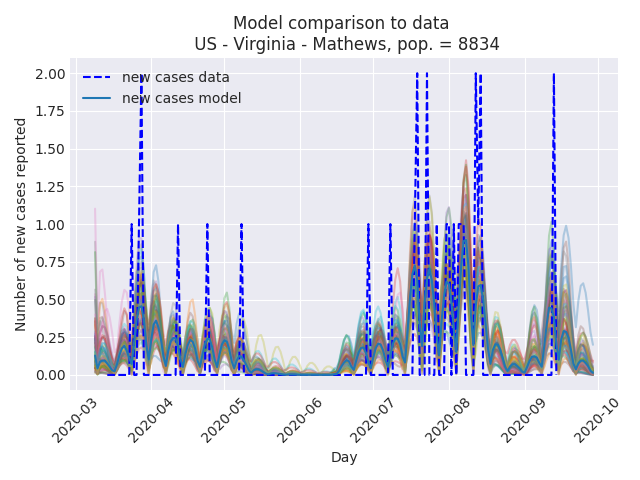 Model comparison to data
US - Virginia - Mathews, pop. = 8834
new cases data
new cases model
Number of new cases reported
2.00
1.75
1.50
1.25
1.00
0.75
0.50
0.25
0.00
2020-03
2020-04
2020-05
2020-06
2020-07
2020-08
2020-09
2020-10
Day